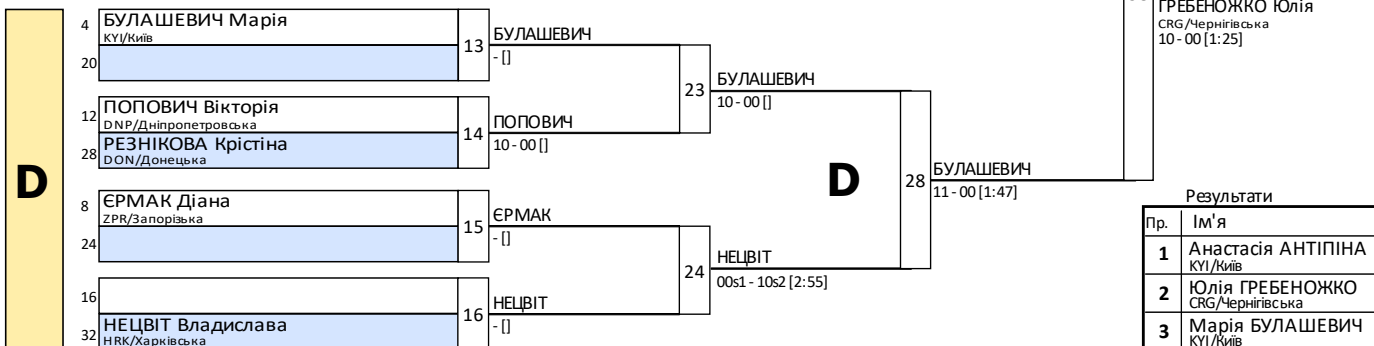 ГРЕБЕНОЖКО Юлія
CRG/Чернігівська
10 - 00 [1:25]
D
4
БУЛАШЕВИЧ Марія
KYI/Київ
20
13
БУЛАШЕВИЧ
- []
12
ПОПОВИЧ Вікторія
DNP/Дніпропетровська
28
РЕЗНІКОВА Крістіна
DON/Донецька
14
ПОПОВИЧ
10 - 00 []
23
БУЛАШЕВИЧ
10 - 00 []
8
ЄРМАК Діана
ZPR/Запорізька
24
15
ЄРМАК
- []
16
32
НЕЦВІТ Владислава
HRK/Харківська
16
НЕЦВІТ
- []
24
НЕЦВІТ
00s1 - 10s2 [2:55]
D
28
БУЛАШЕВИЧ
11 - 00 [1:47]
Результати
Пр. Ім'я
1 Анастасія АНТІПІНА
KYI/Київ
2 Юлія ГРЕБЕНОЖКО
CRG/Чернігівська
3 Марія БУЛАШЕВИЧ
KYI/Київ